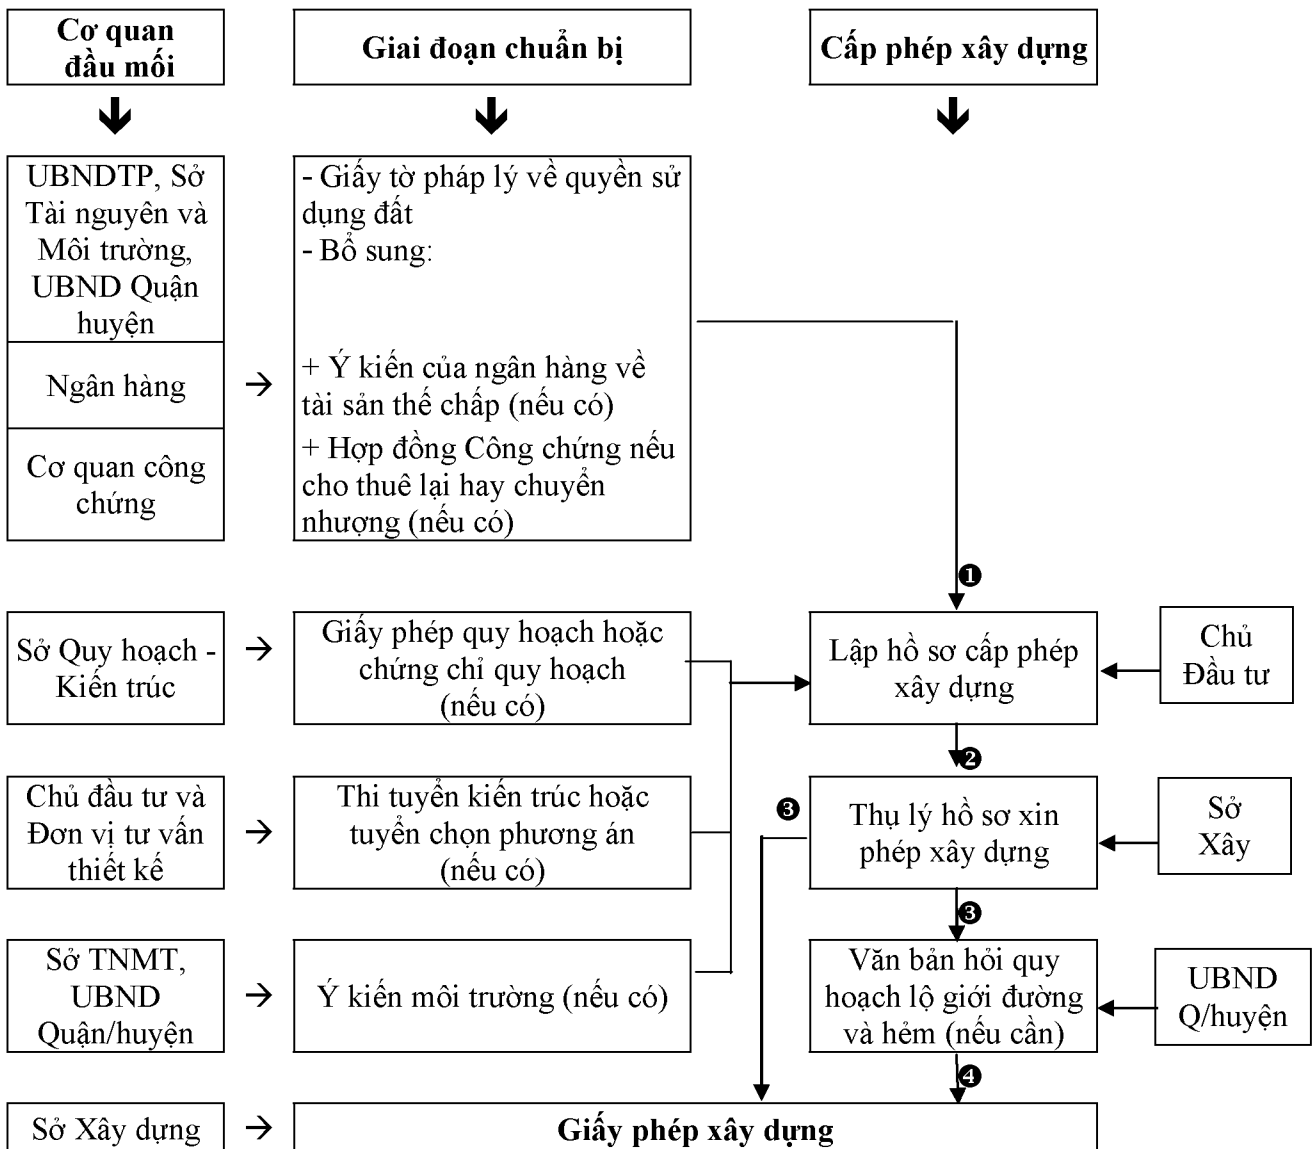 Cơ quan
đầu mối
Giai đoạn chuẩn bị
Cấp phép xây dựng
UBNDTP, Sở
Tài nguyên và
Môi trường,
UBND Quận
huyện
- Giấy tờ pháp lý về quyền sử
dụng đất
- Bổ sung:
Ngân hàng
+ Ý kiến của ngân hàng về
tài sản thế chấp (nếu có)
Cơ quan công
chứng
+ Hợp đồng Công chứng nếu
cho thuê lại hay chuyển
nhượng (nếu có)
❶
Sở Quy hoạch -
Kiến trúc
Giấy phép quy hoạch hoặc
chứng chỉ quy hoạch
(nếu có)
Lập hồ sơ cấp phép
xây dựng
Chủ
Đầu tư
❷
Chủ đầu tư và
Đơn vị tư vấn
thiết kế
Thi tuyển kiến trúc hoặc
tuyển chọn phương án
(nếu có)
❸
Thụ lý hồ sơ xin
phép xây dựng
Sở
Xây
❸
Sở TNMT,
UBND
Quận/huyện
Ý kiến môi trường (nếu có)
Văn bản hỏi quy
hoạch lộ giới đường
và hẻm (nếu cần)
UBND
Q/huyện
❹
Sở Xây dựng
Giấy phép xây dựng